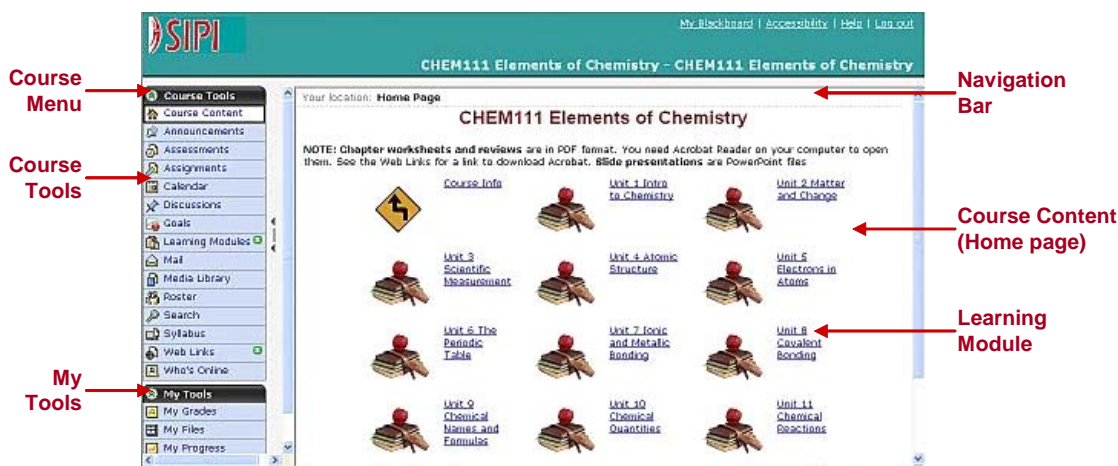 SIPI
My Blackboard | Accessibility | Help | Log out
CHEM111 Elements of Chemistry - CHEM111 Elements of Chemistry
Course
Menu
Course
Tools
My
Tools
Course Tools
Course Content
Announcements
Assessments
Assignments
Calendar
Discussions
Goals
Learning Modules
Mail
Media Library
Roster
Search
Syllabus
Web Links
Who's Online
My Tools
My Grades
My Files
My Progress
Your location: Home Page
CHEM111 Elements of Chemistry
NOTE: Chapter worksheets and reviews are in PDF format. You need Acrobat Reader on your computer to open
them. See the Web Links for a link to download Acrobat. Slide presentations are PowerPoint files
Course Info
Unit 1 Intro
to Chemistry
Unit 2 Matter
and Change
Unit 3
Scientific
Measurement
Unit 4 Atomic
Structure
Unit 5
Electrons in
Atoms
Unit 6 The
Periodic
Table
Unit 7 Ionic
and Metallic
Bonding
Unit 8
Covalent
Bonding
Unit 9
Chemical
Names and
Formulas
Unit 10
Chemical
Quantities
Unit 11
Chemical
Reactions
Navigation
Bar
Course Content
(Home page)
Learning
Module